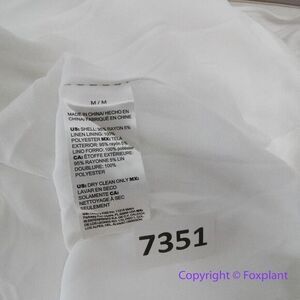 M / M
MADE IN CHINA/ HECHO EN
CHINA/ FABRIQUÉ EN CHINE
US: SHELL: 95% RAYON 5%
LINEN LINING: 100%
POLYESTER MX: TELA
EXTERIOR: 95% rayón 5%
LINO FORRO: 100%
POLIÉSTER
CA: ÉTOFFE EXTÉRIEURE
95% RAYONNE 5% LIN
DOUBLURE: 100%
POLYESTER
US: DRY CLEAN ONLY MX:
LAVAR EN SECO
SOLAMENTE CA:
NETTOYAGE À SEC
SEULEMENT
7351
Copyright © Foxplant